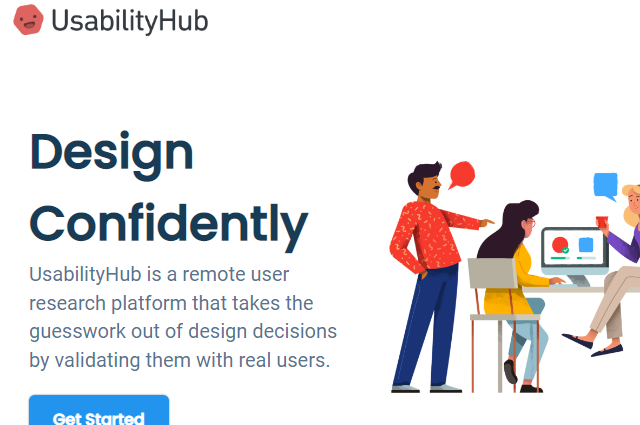 UsabilityHub
Design
Confidently
UsabilityHub is a remote user
research platform that takes the
guesswork out of design decisions
by validating them with real users.
Get Started